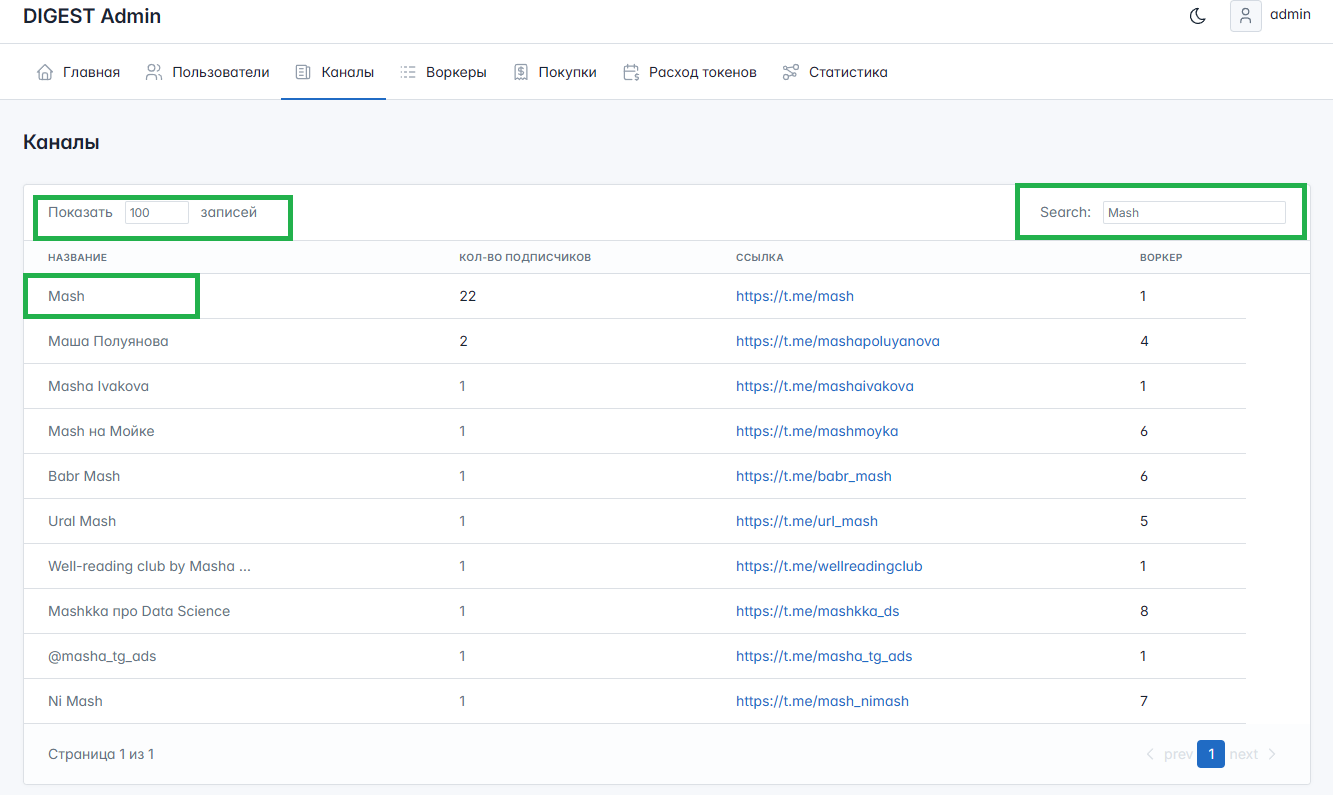 DIGEST Admin
admin
Главная Пользователи Каналы Воркеры Покупки Расход токенов Статистика
Каналы
Показать 100 записей Search: Mash
НАЗВАНИЕ КОЛ-ВО ПОДПИСЧИКОВ ССЫЛКА ВОРКЕР
Mash 22 https://t.me/mash 1
Маша Полуянова 2 https://t.me/mashapoluyanova 4
Masha Ivakova 1 https://t.me/mashaivakova 1
Mash на Мойке 1 https://t.me/mashmoyka 6
Babr Mash 1 https://t.me/babr_mash 6
Ural Mash 1 https://t.me/url_mash 5
Well-reading club by Masha ... 1 https://t.me/wellreadingclub 1
Mashkka про Data Science 1 https://t.me/mashkka_ds 8
@masha_tg_ads 1 https://t.me/masha_tg_ads 1
Ni Mash 1 https://t.me/mash_nimash 7
Страница 1 из 1 prev 1 next